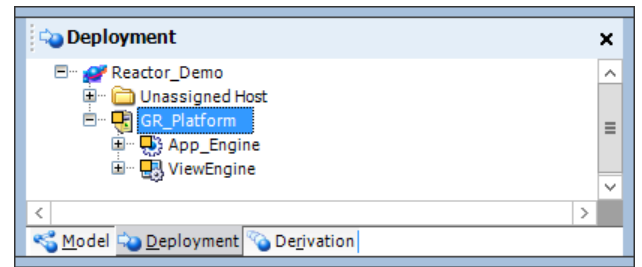 Deployment
Reactor_Demo
Unassigned Host
GR_Platform
App_Engine
ViewEngine
Model Deployment Derivation